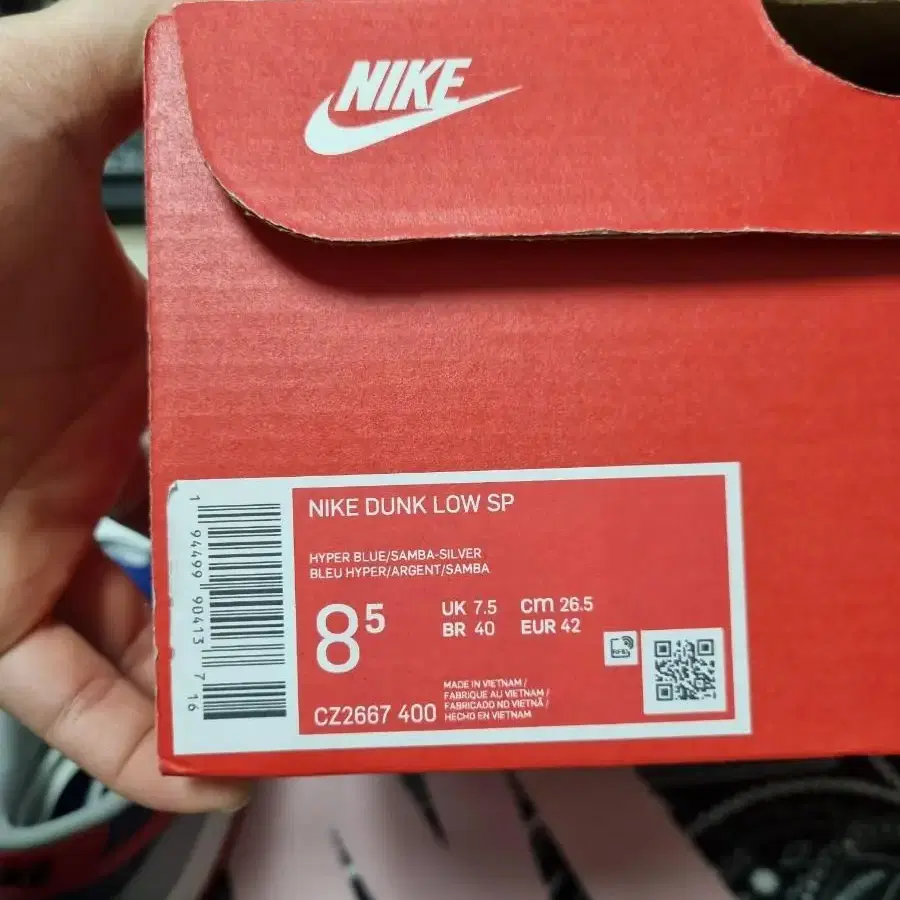 NIKE
NIKE DUNK LOW SP
HYPER BLUE/SAMBA-SILVER
BLEU HYPER/ARGENT/SAMBA
8⁵
UK 7.5 cm 26.5
BR 40 EUR 42
MADE IN VIETNAM /
FABRIQUE AU VIETNAM /
FABRICADO NO VIETNÃ /
HECHO EN VIETNAM
CZ2667 400
1 94499 90413 7 16
RFID